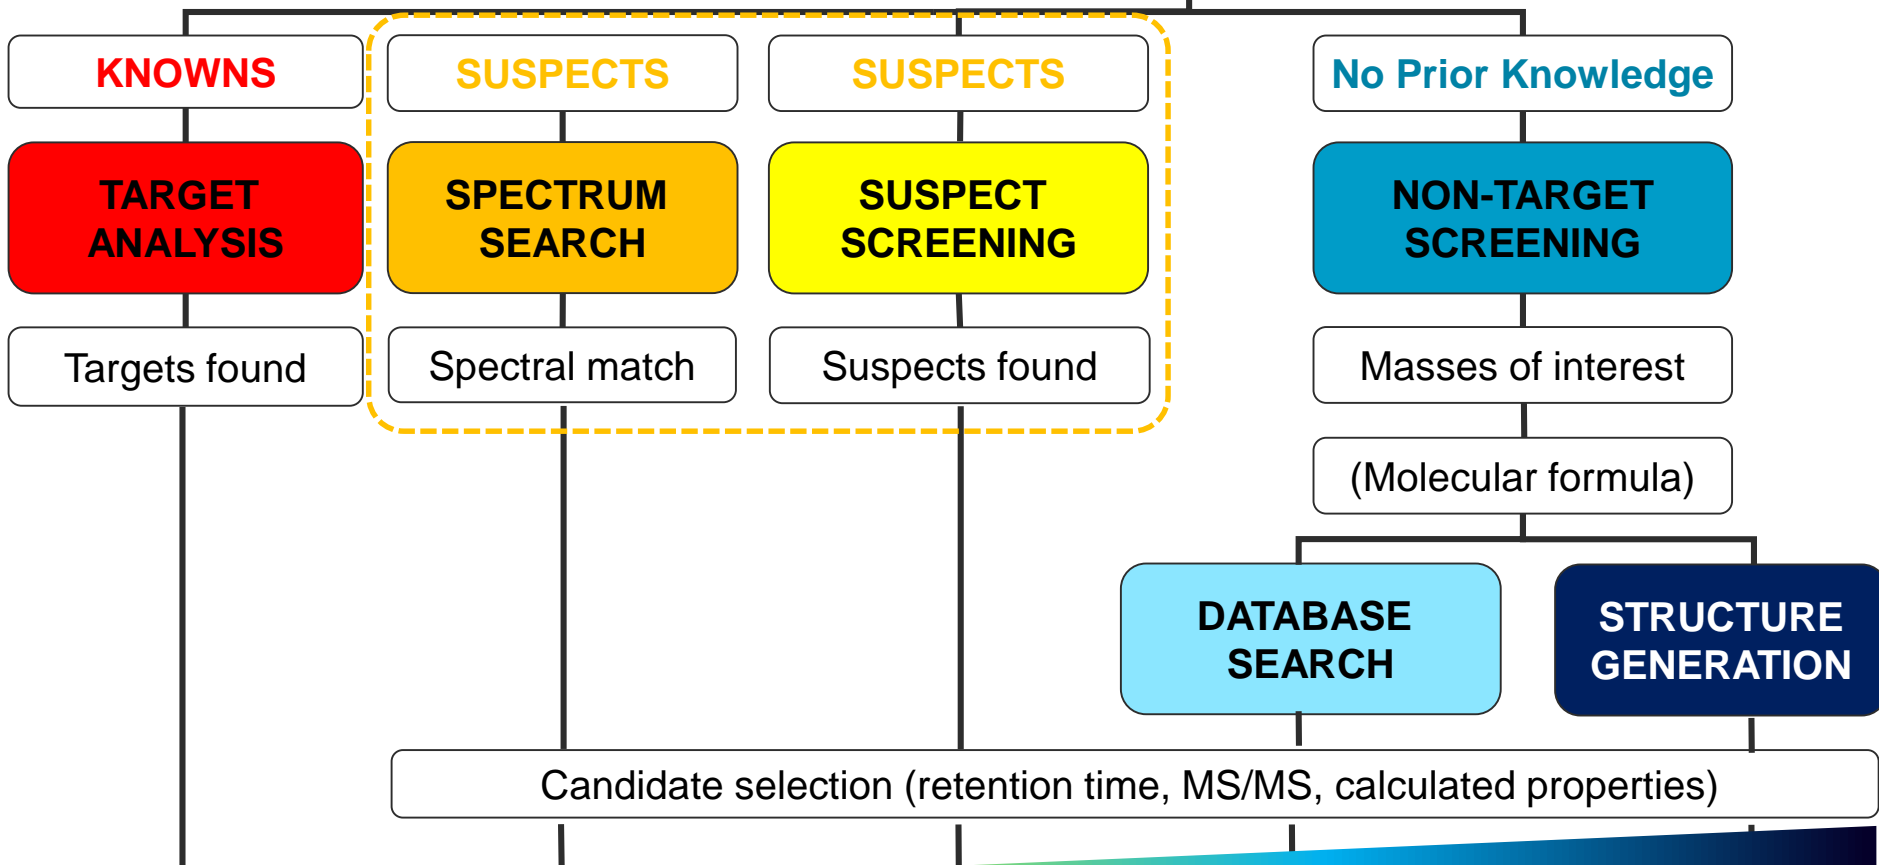 KNOWNS
SUSPECTS
SUSPECTS
No Prior Knowledge
TARGET
ANALYSIS
SPECTRUM
SEARCH
SUSPECT
SCREENING
NON-TARGET
SCREENING
Targets found
Spectral match
Suspects found
Masses of interest
(Molecular formula)
DATABASE
SEARCH
STRUCTURE
GENERATION
Candidate selection (retention time, MS/MS, calculated properties)